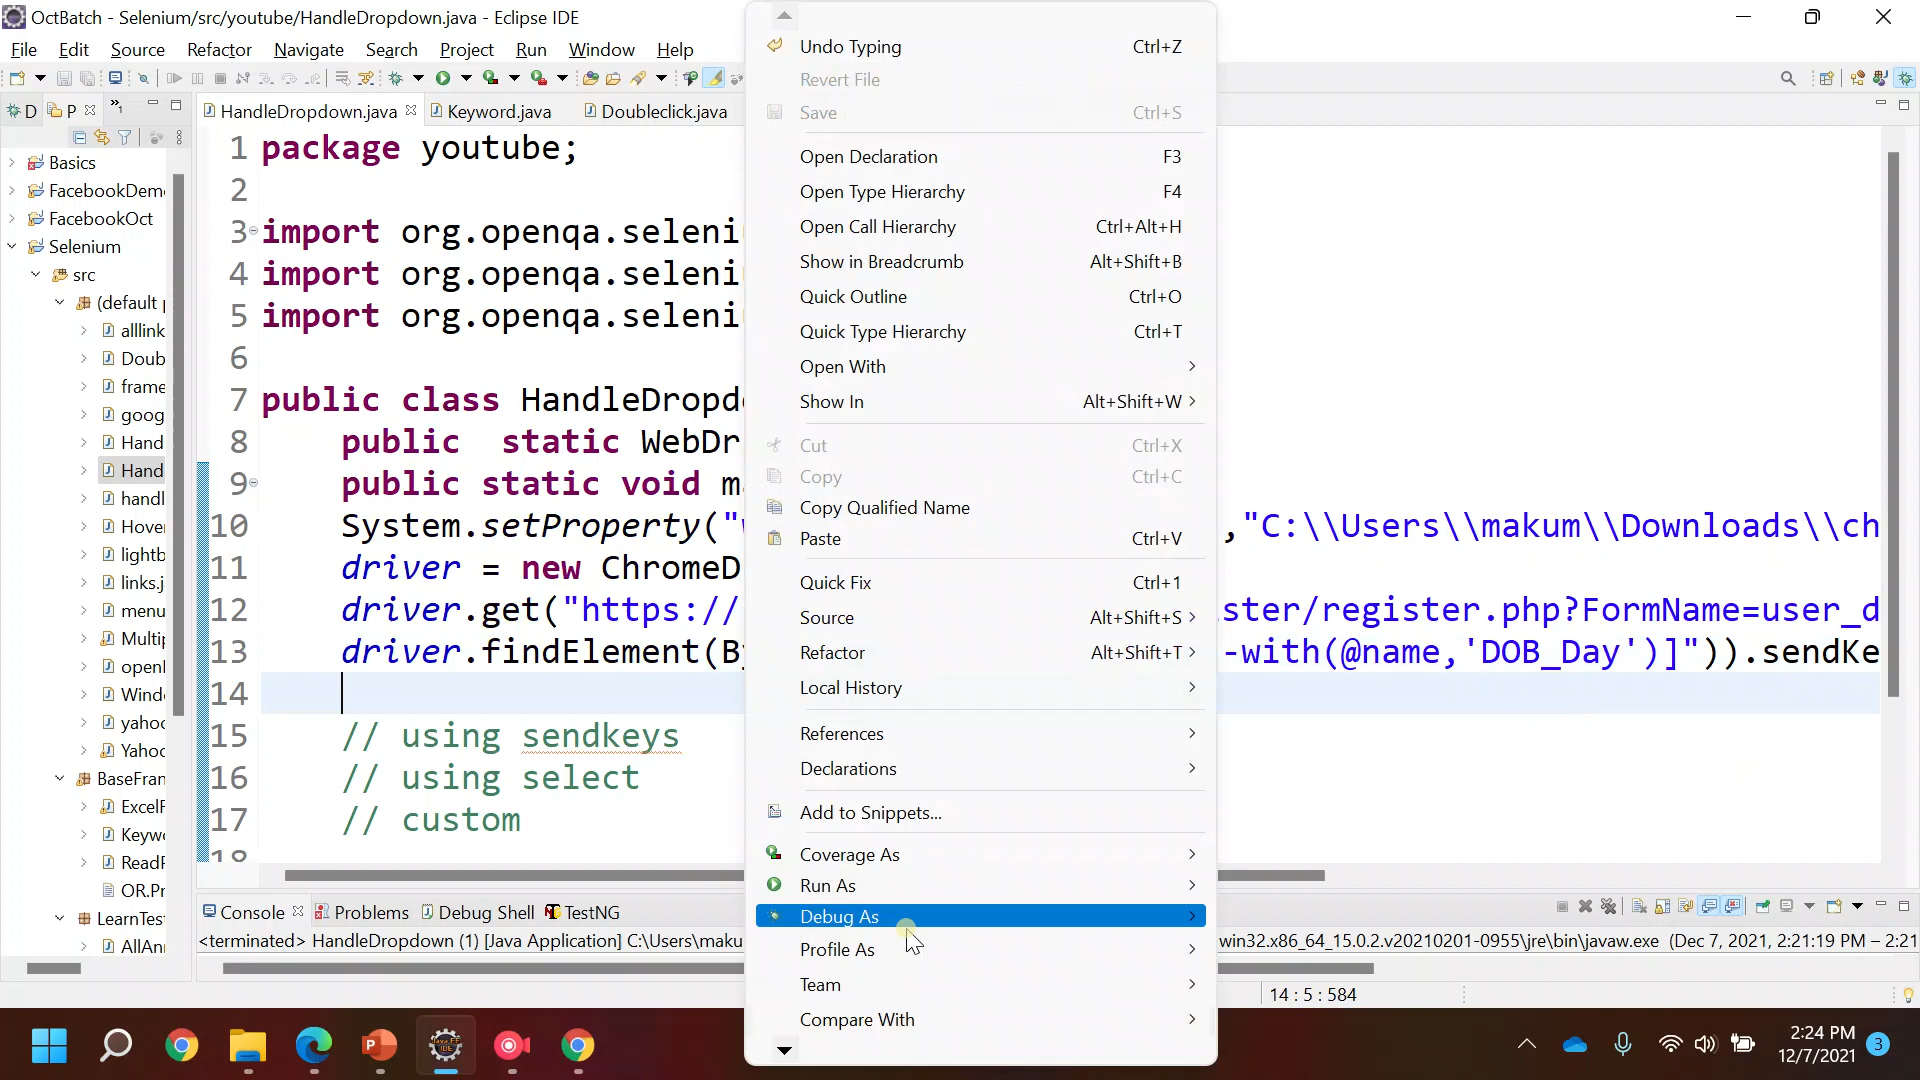 OctBatch - Selenium/src/youtube/HandleDropdown.java - Eclipse IDE
File Edit Source Refactor Navigate Search Project Run Window Help
D P »1
HandleDropdown.java Keyword.java Doubleclick.java
Basics
FacebookDem
FacebookOct
Selenium
src
(default p
alllink
Doub
frame
goog
Hand
Hand
handl
Hover
lightb
links.j
menu
Multip
openl
Wind
yahoo
Yahoo
BaseFran
ExcelF
Keywo
ReadF
OR.Pr
LearnTest
AllAn
1 package youtube;
2
3 import org.openqa.seleni
4 import org.openqa.seleni
5 import org.openqa.seleni
6
7 public class HandleDropd
8 public static WebDr
9 public static void m
10 System.setProperty("w ,"C:\\Users\\makum\\Downloads\\ch
11 driver = new ChromeD
12 driver.get("https:// ster/register.php?FormName=user_d
13 driver.findElement(By -with(@name,'DOB_Day')]")).sendKe
14
15 // using sendkeys
16 // using select
17 // custom
18
Undo Typing Ctrl+Z
Revert File
Save Ctrl+S
Open Declaration F3
Open Type Hierarchy F4
Open Call Hierarchy Ctrl+Alt+H
Show in Breadcrumb Alt+Shift+B
Quick Outline Ctrl+O
Quick Type Hierarchy Ctrl+T
Open With
Show In Alt+Shift+W
Cut Ctrl+X
Copy Ctrl+C
Copy Qualified Name
Paste Ctrl+V
Quick Fix Ctrl+1
Source Alt+Shift+S
Refactor Alt+Shift+T
Local History
References
Declarations
Add to Snippets...
Coverage As
Run As
Debug As
Profile As
Team
Compare With
Console Problems Debug Shell TestNG
<terminated> HandleDropdown (1) [Java Application] C:\Users\maku win32.x86_64_15.0.2.v20210201-0955\jre\bin\javaw.exe (Dec 7, 2021, 2:21:19 PM – 2:21
14 : 5 : 584
2:24 PM
12/7/2021
3